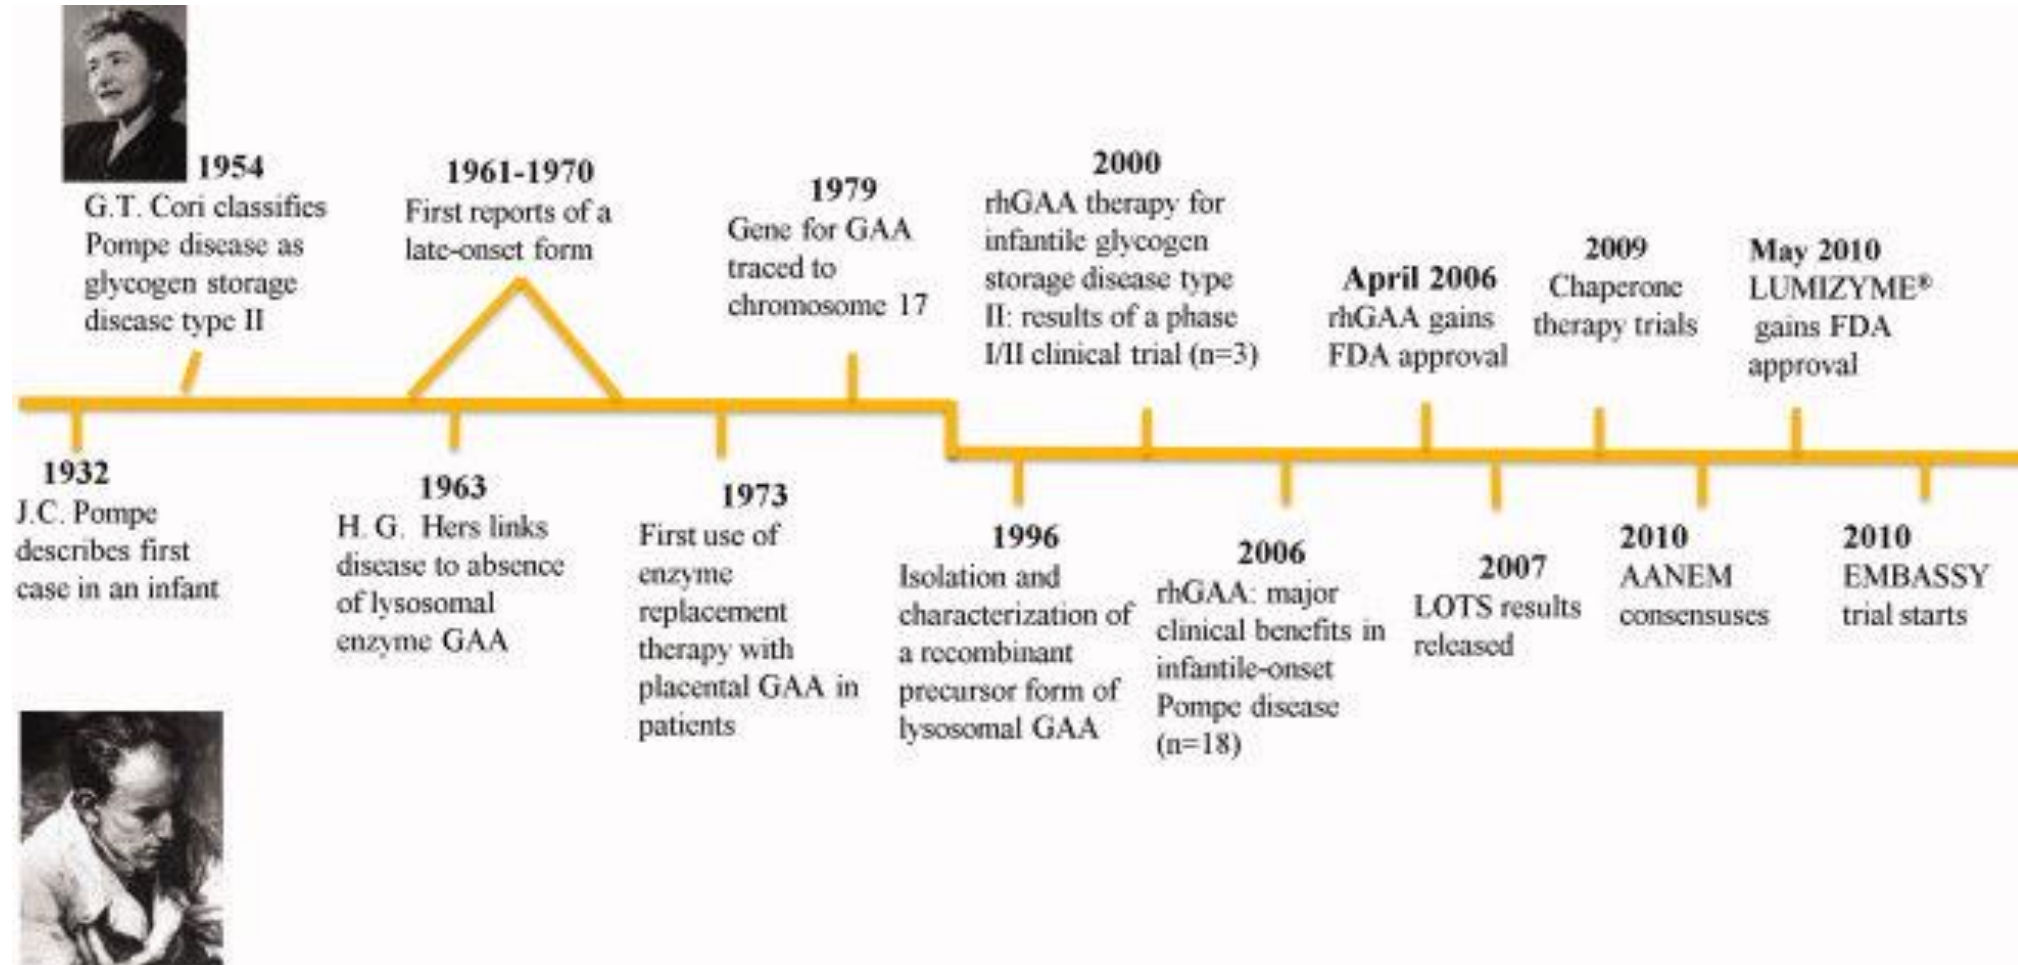 1954
G.T. Cori classifies
Pompe disease as
glycogen storage
disease type II
1961-1970
First reports of a
late-onset form
1979
Gene for GAA
traced to
chromosome 17
2000
rhGAA therapy for
infantile glycogen
storage disease type
II: results of a phase
I/II clinical trial (n=3)
April 2006
rhGAA gains
FDA approval
2009
Chaperone
therapy trials
May 2010
LUMIZYME®
gains FDA
approval
1932
J.C. Pompe
describes first
case in an infant
1963
H. G. Hers links
disease to absence
of lysosomal
enzyme GAA
1973
First use of
enzyme
replacement
therapy with
placental GAA in
patients
1996
Isolation and
characterization of
a recombinant
precursor form of
lysosomal GAA
2006
rhGAA: major
clinical benefits in
infantile-onset
Pompe disease
(n=18)
2007
LOTS results
released
2010
AANEM
consensuses
2010
EMBASSY
trial starts